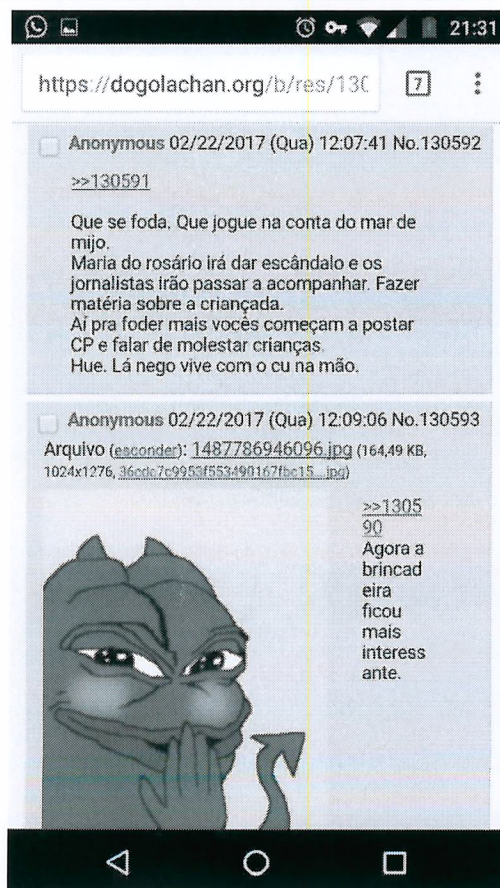 21:31
https://dogolachan.org/b/res/130
7
Anonymous 02/22/2017 (Qua) 12:07:41 No.130592
>>130591
Que se foda. Que jogue na conta do mar de
mijo.
Maria do rosário irá dar escândalo e os
jornalistas irão passar a acompanhar. Fazer
matéria sobre a criançada.
Aí pra foder mais vocês começam a postar
CP e falar de molestar crianças.
Hue. Lá nego vive com o cu na mão.
Anonymous 02/22/2017 (Qua) 12:09:06 No.130593
Arquivo (esconder): 1487786946096.jpg (164,49 KB,
1024x1276, 36cdc7c9953f553490167fbc15...jpg)
>>1305
90
Agora a
brincad
eira
ficou
mais
interess
ante.